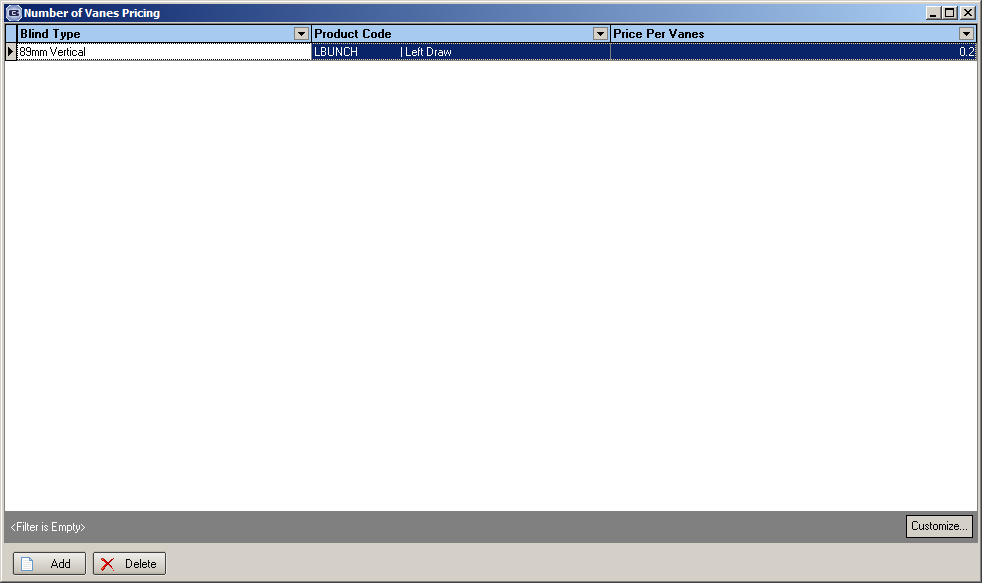 Number of Vanes Pricing
Blind Type Product Code Price Per Vanes
89mm Vertical LBUNCH | Left Draw 0.2
<Filter is Empty> Customize...
Add Delete